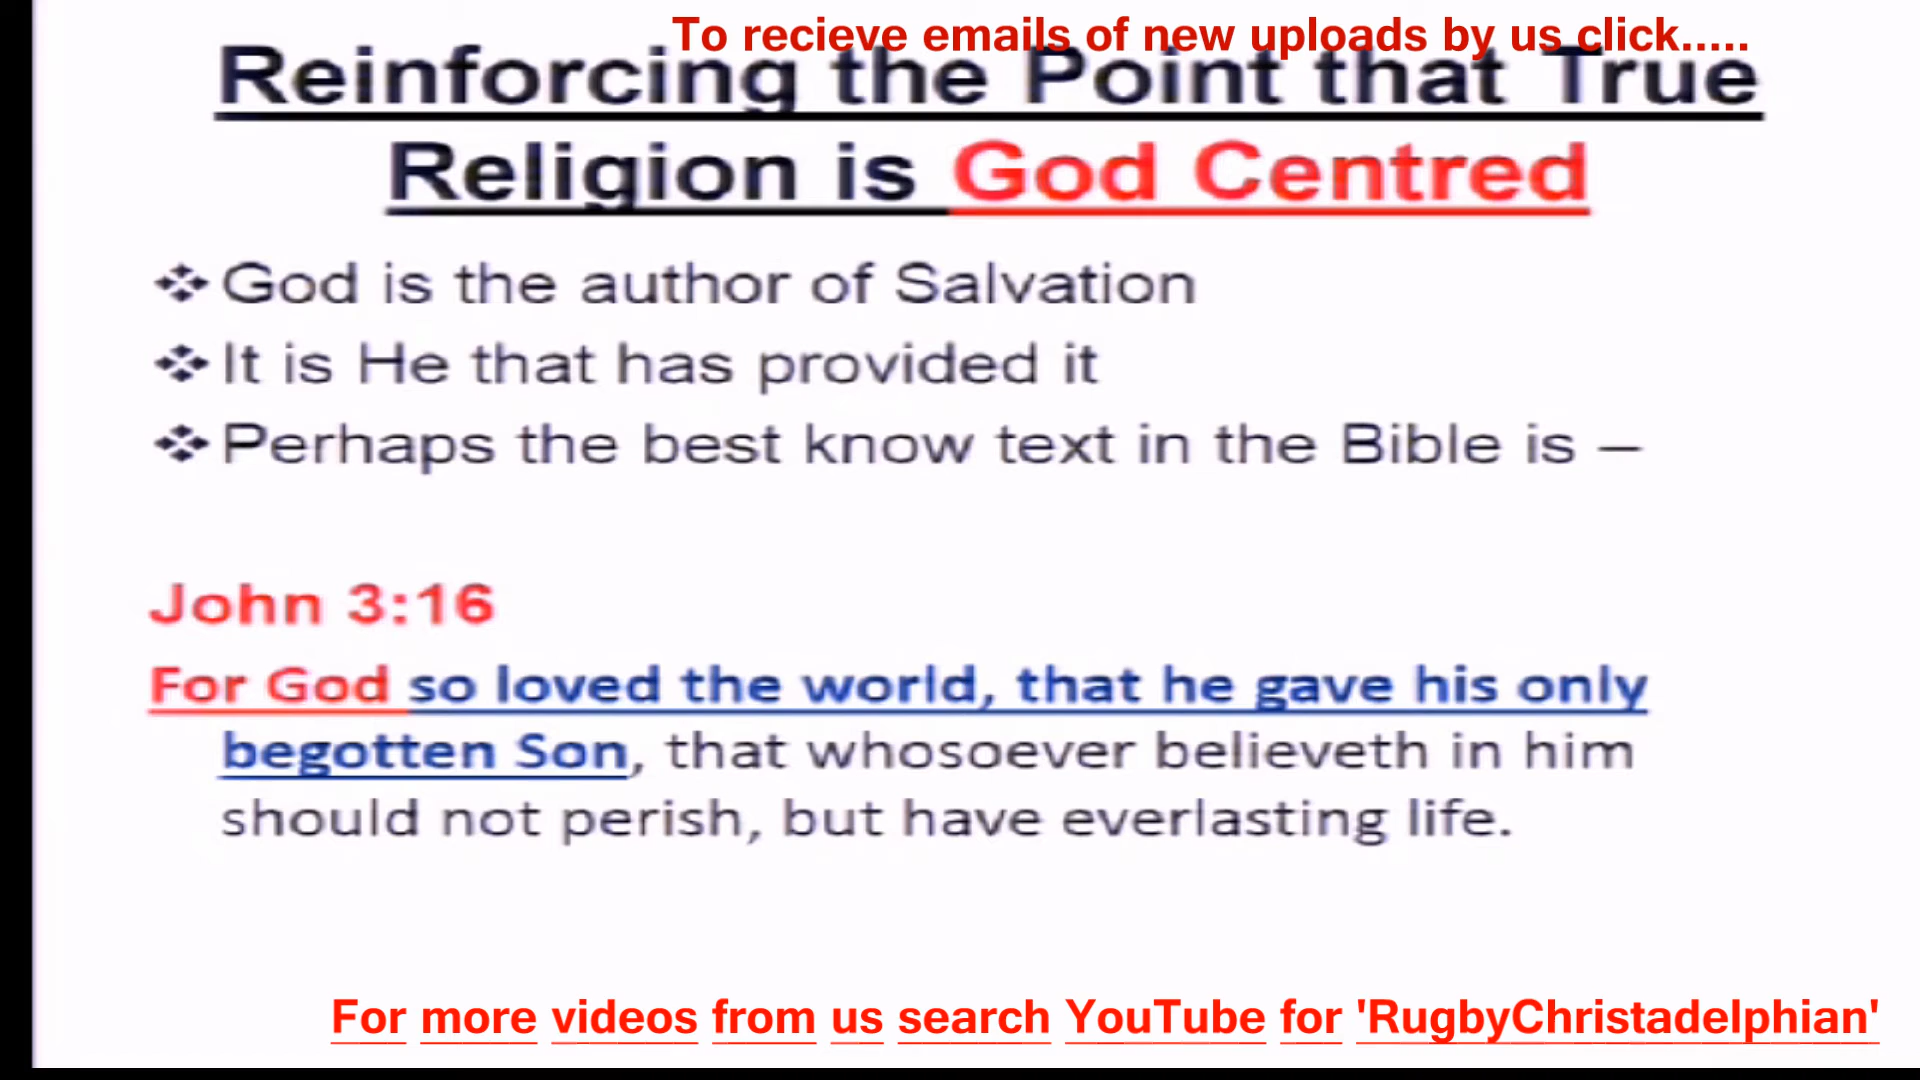 To recieve emails of new uploads by us click.....
Reinforcing the Point that True
Religion is God Centred
❖ God is the author of Salvation
❖ It is He that has provided it
❖ Perhaps the best know text in the Bible is –
John 3:16
For God so loved the world, that he gave his only
begotten Son, that whosoever believeth in him
should not perish, but have everlasting life.
For more videos from us search YouTube for 'RugbyChristadelphian'